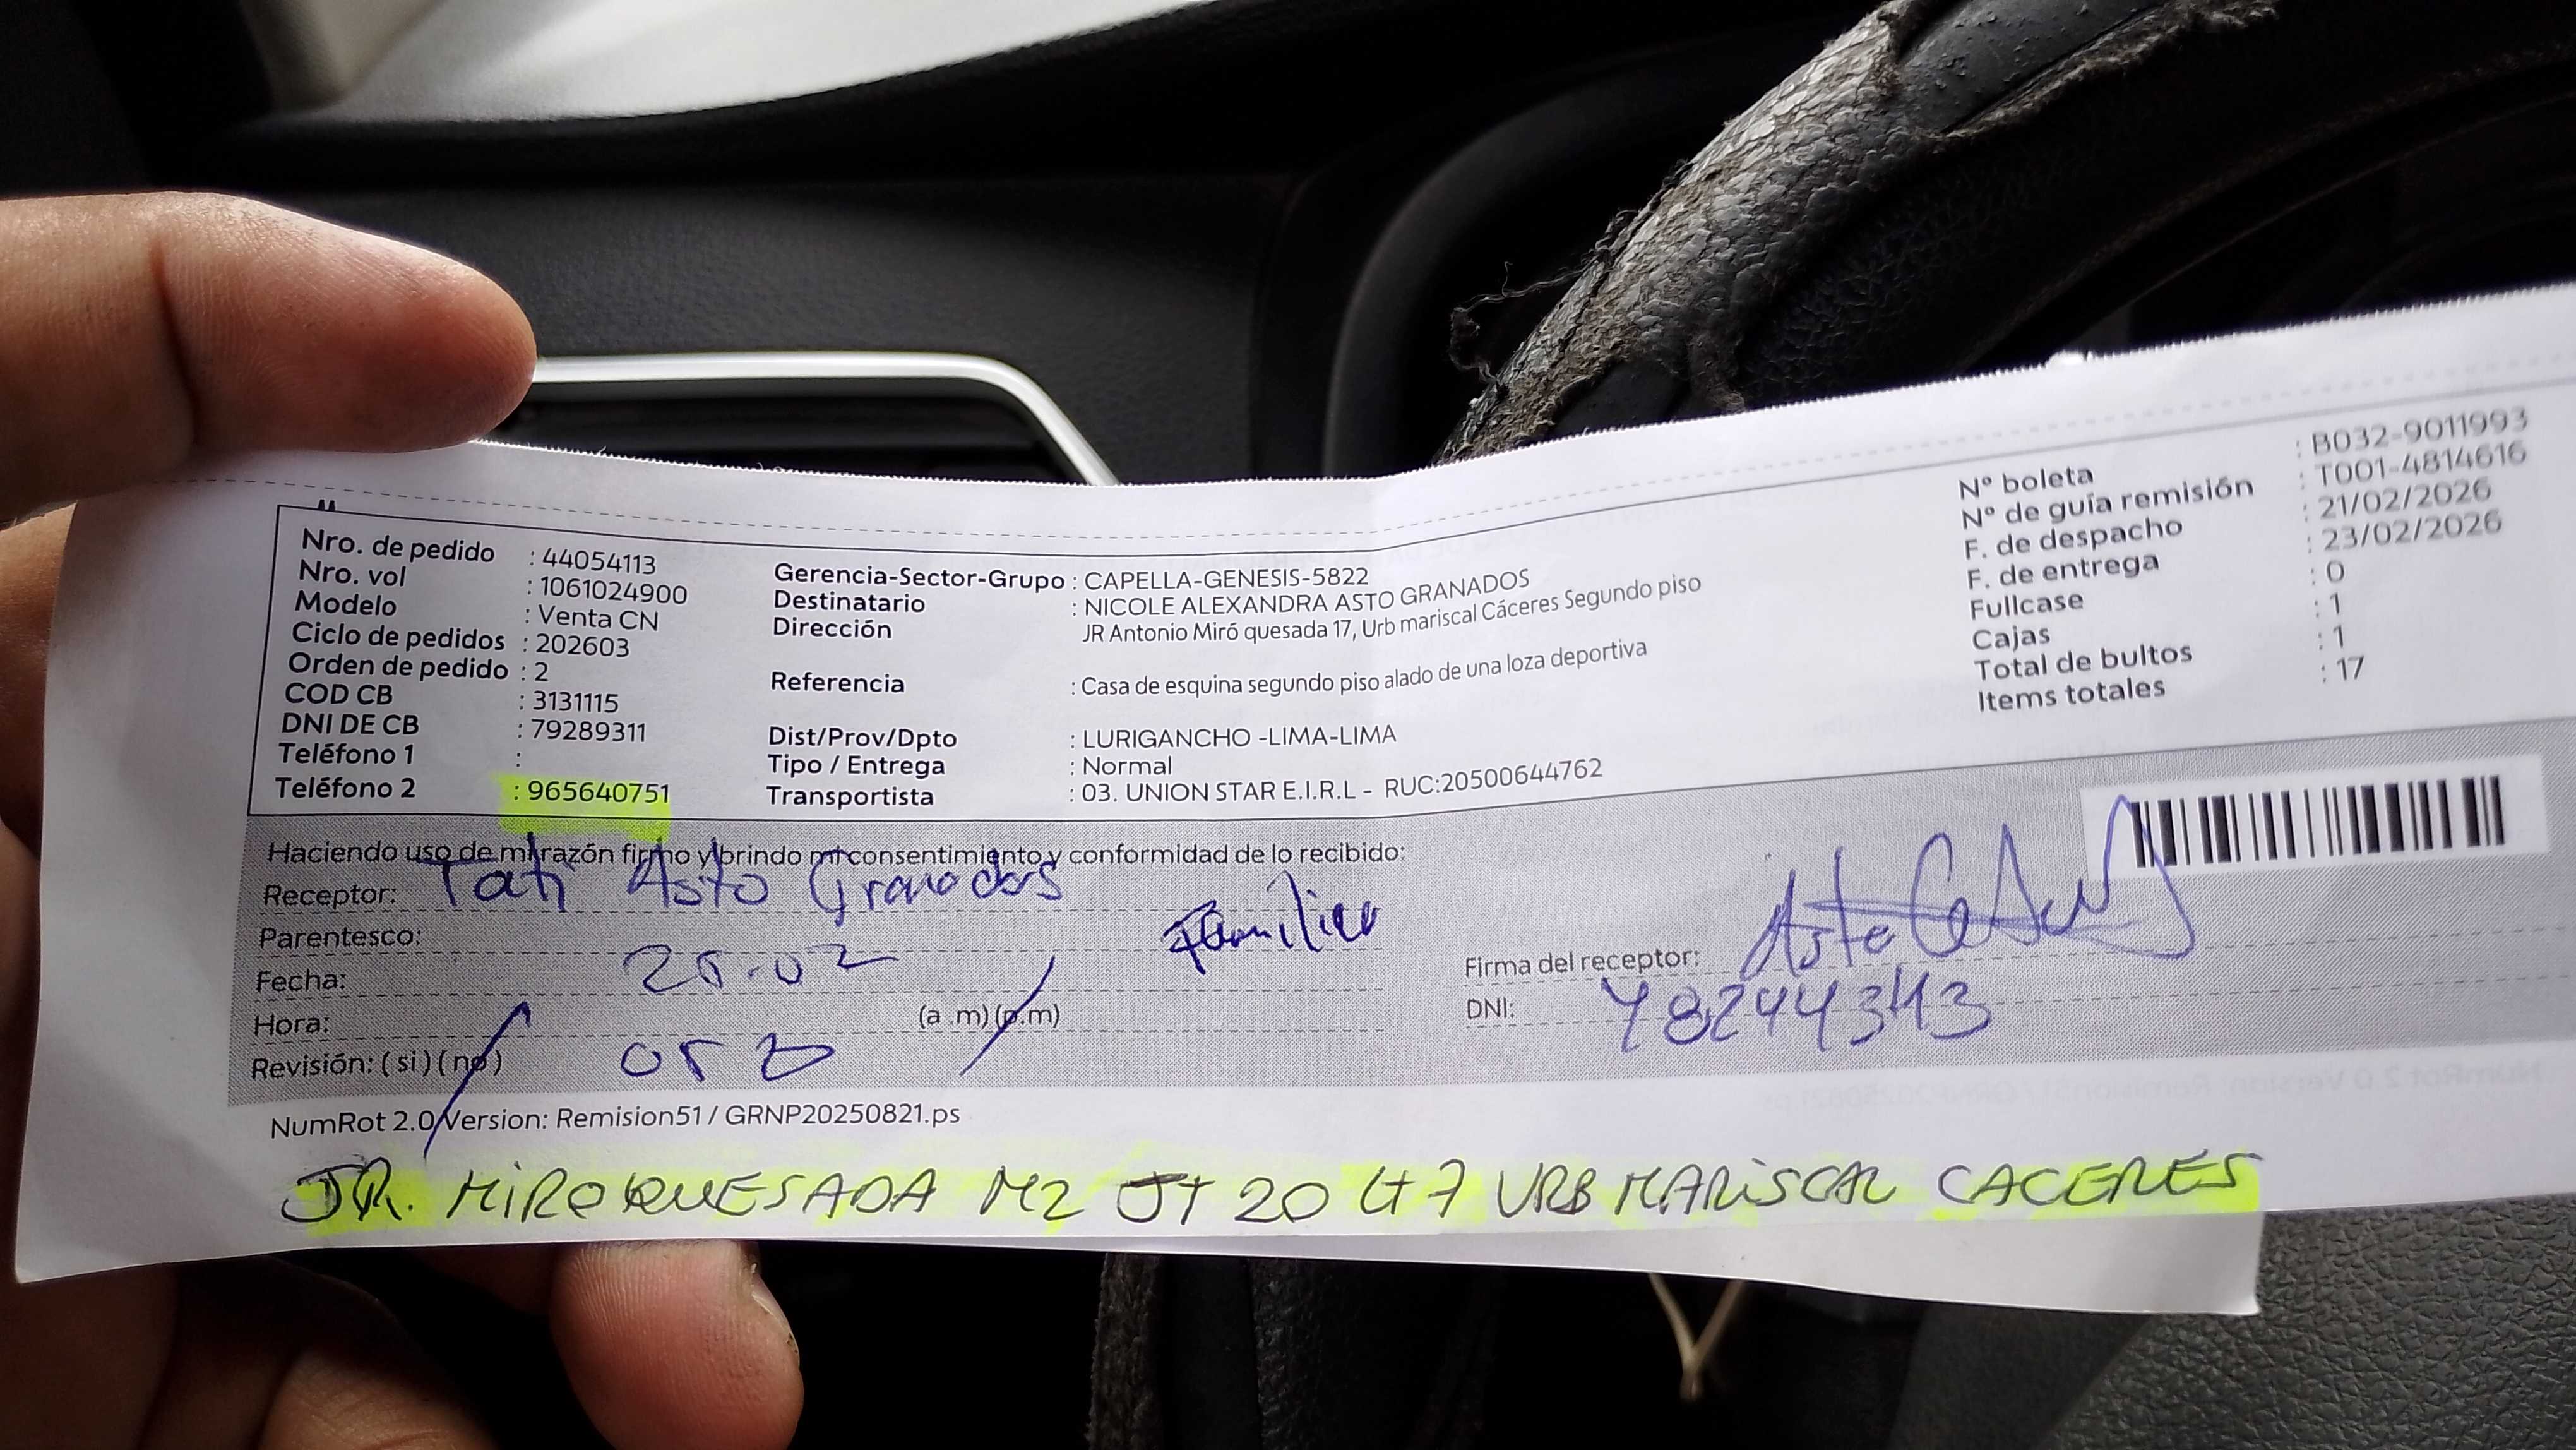 Nro. de pedido : 44054113
Nro. vol : 1061024900
Modelo : Venta CN
Ciclo de pedidos : 202603
Orden de pedido : 2
COD CB : 3131115
DNI DE CB : 79289311
Teléfono 1 :
Teléfono 2 : 965640751
Gerencia-Sector-Grupo : CAPELLA-GENESIS-5822
Destinatario : NICOLE ALEXANDRA ASTO GRANADOS
Dirección JR Antonio Miró quesada 17, Urb mariscal Cáceres Segundo piso
Referencia : Casa de esquina segundo piso alado de una loza deportiva
Dist/Prov/Dpto : LURIGANCHO -LIMA-LIMA
Tipo / Entrega : Normal
Transportista : 03. UNION STAR E.I.R.L - RUC:20500644762
N° boleta : B032-9011993
N° de guía remisión : T001-4814616
F. de despacho : 21/02/2026
F. de entrega : 23/02/2026
Fullcase : 0
Cajas : 1
Total de bultos : 1
Items totales : 17
Haciendo uso de mi razón firmo y brindo mi consentimiento y conformidad de lo recibido:
Receptor: Tati Asto Granados
Parentesco: Familiar
Fecha: 25.02
Hora: (a .m) (p.m)
Revisión: ( si ) ( no )
Firma del receptor:
DNI: 78244343
NumRot 2.0 Version: Remision51 / GRNP20250821.ps
JR. MIROQUESADA MZ JT 20 LT 7 URB MARISCAL CACERES